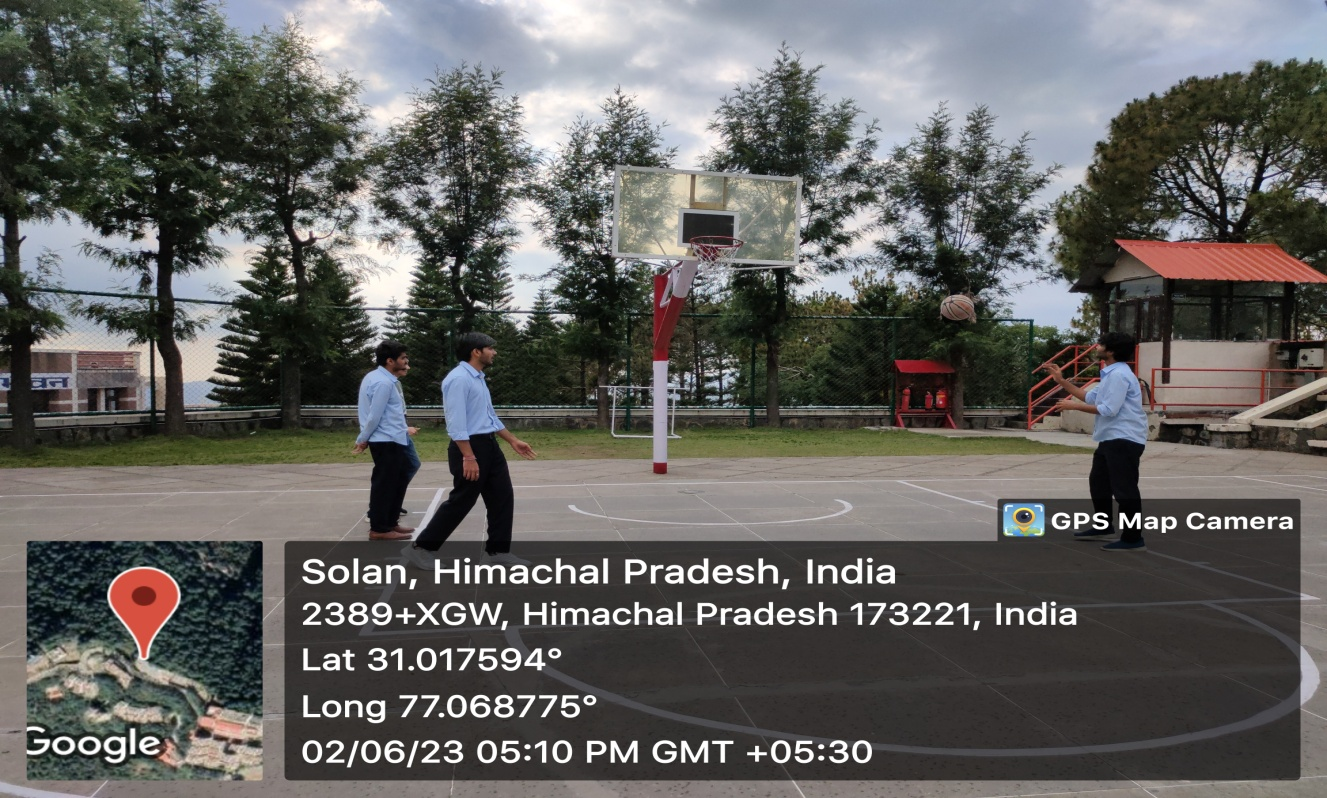 वन
GPS Map Camera
Solan, Himachal Pradesh, India
2389+XGW, Himachal Pradesh 173221, India
Lat 31.017594°
Long 77.068775°
02/06/23 05:10 PM GMT +05:30
Google